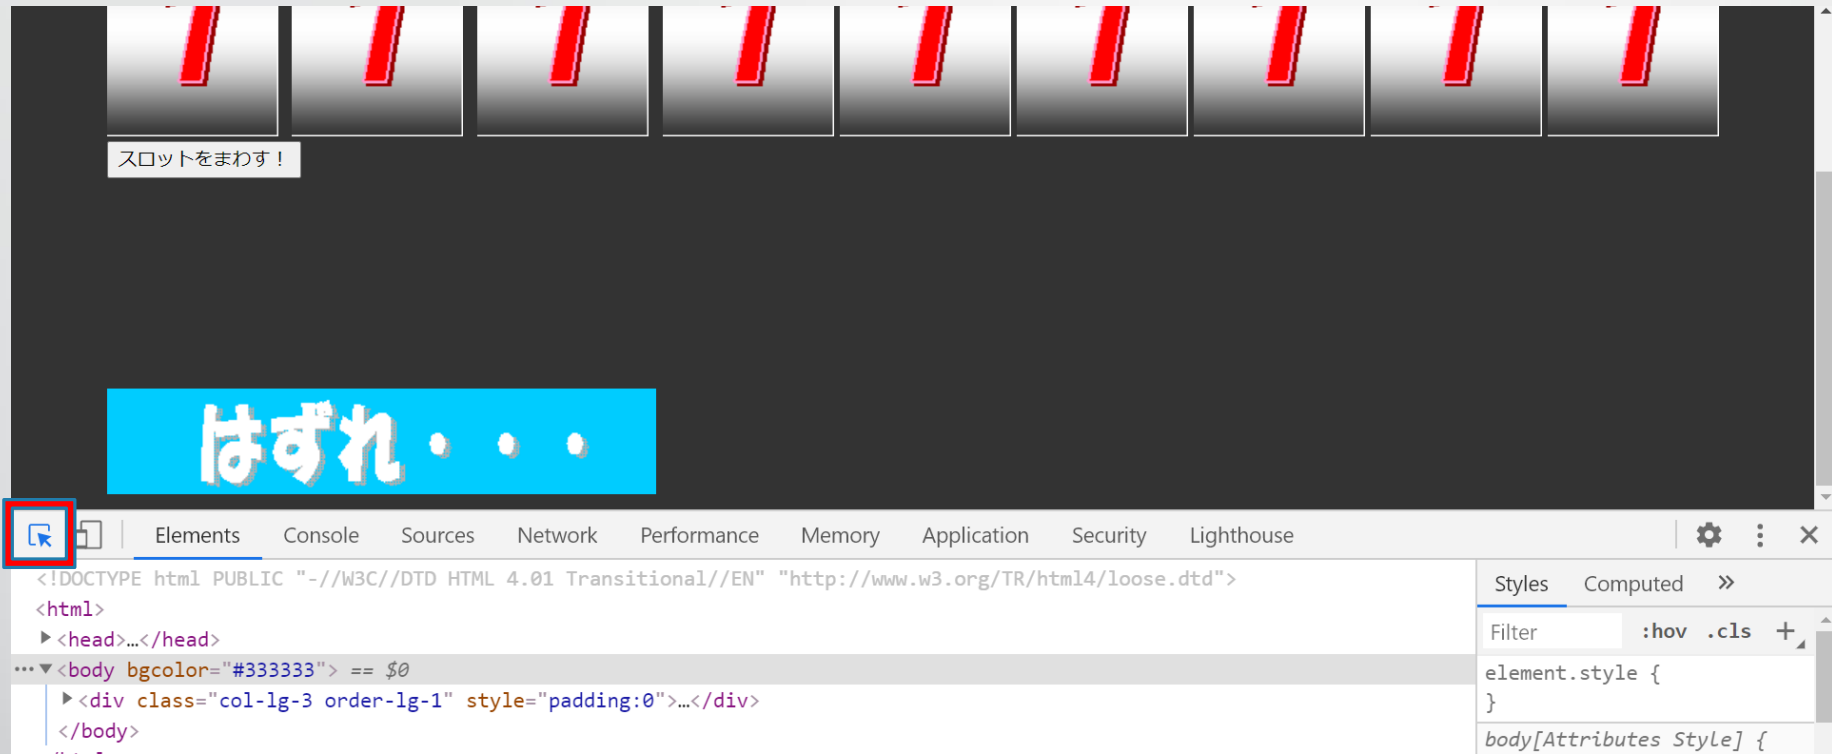 スロットをまわす！
はずれ・・・
Elements Console Sources Network Performance Memory Application Security Lighthouse
<!DOCTYPE html PUBLIC "-//W3C//DTD HTML 4.01 Transitional//EN" "http://www.w3.org/TR/html4/loose.dtd">
<html>
<head>…</head>
<body bgcolor="#333333"> == $0
<div class="col-lg-3 order-lg-1" style="padding:0">…</div>
</body>
Styles Computed
Filter :hov .cls
element.style {
}
body[Attributes Style] {